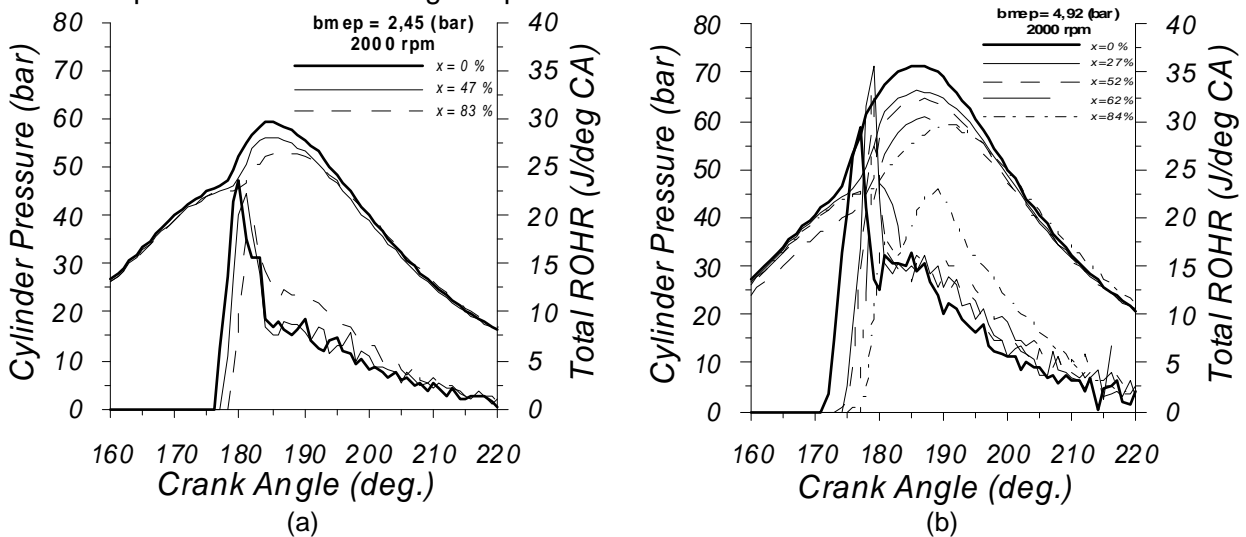 bmep = 2,45 (bar)
2000 rpm
x = 0 %
x = 47 %
x = 83 %
Cylinder Pressure (bar)
80
70
60
50
40
30
20
10
0
40
35
30
25
20
15
10
5
0
Total ROHR (J/deg CA)
160 170 180 190 200 210 220
Crank Angle (deg.)
(a)
bmep= 4,92 (bar)
2000 rpm
x=0 %
x=27%
x=52%
x=62%
x=84%
Cylinder Pressure (bar)
80
70
60
50
40
30
20
10
0
40
35
30
25
20
15
10
5
0
Total ROHR (J/deg CA)
160 170 180 190 200 210 220
Crank Angle (deg.)
(b)